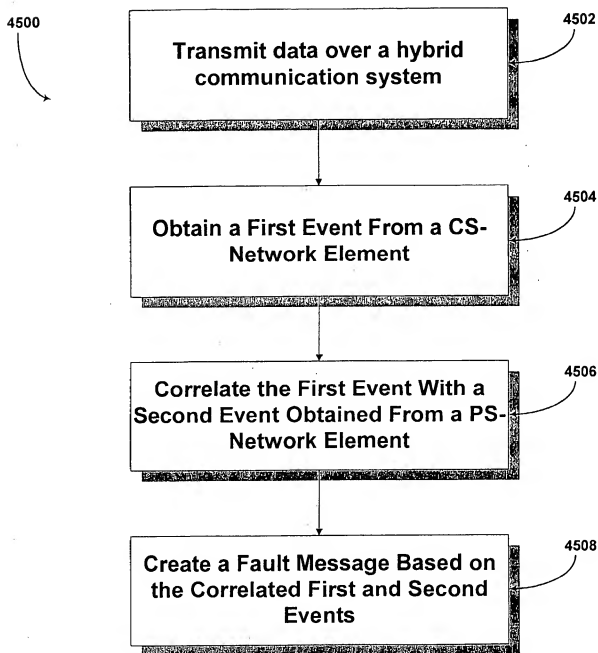 4500
4502
Transmit data over a hybrid
communication system
4504
Obtain a First Event From a CS-
Network Element
4506
Correlate the First Event With a
Second Event Obtained From a PS-
Network Element
4508
Create a Fault Message Based on
the Correlated First and Second
Events